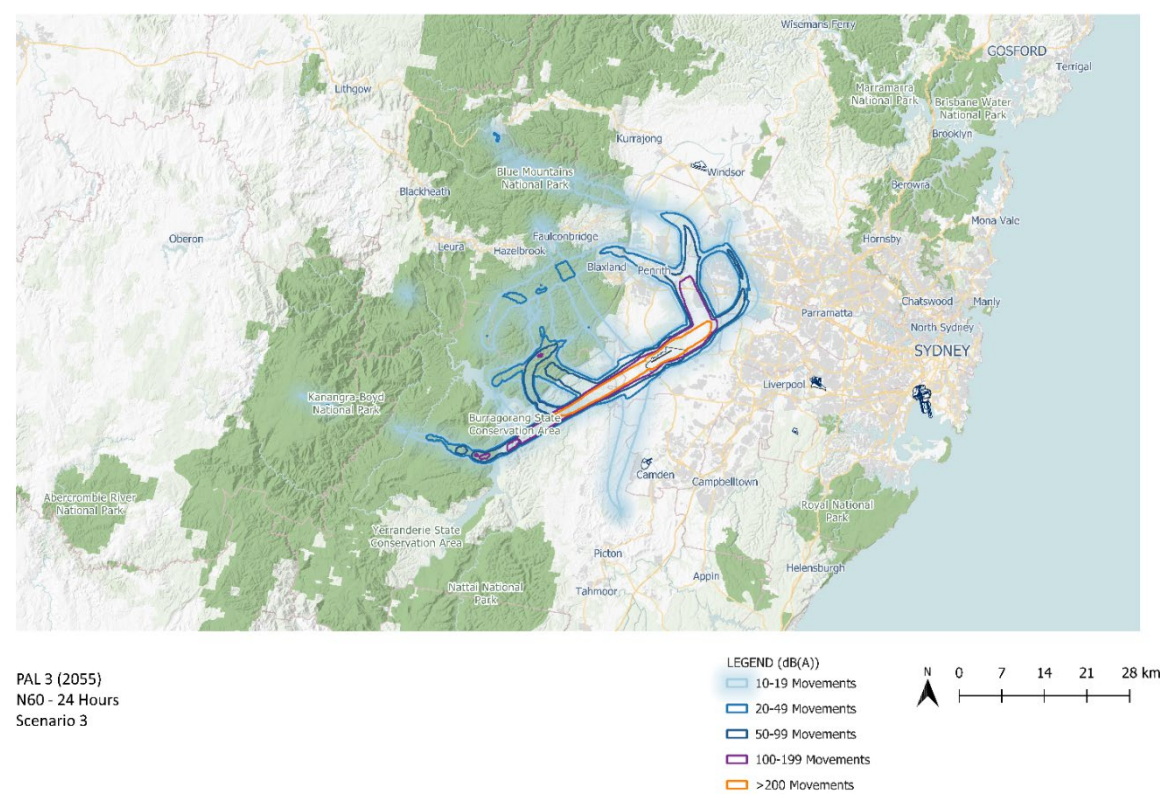 Wisemans Ferry
GOSFORD
Terrigal
Lithgow
Marramarra
National Park
Brisbane Water
National Park
Brooklyn
Kurrajong
Windsor
Blue Mountains
National Park
Blackheath
Berowra
Mona Vale
Oberon
Faulconbridge
Leura
Hazelbrook
Hornsby
Blaxland
Penrith
Chatswood
Manly
Parramatta
North Sydney
SYDNEY
Liverpool
Kanangra-Boyd
National Park
Burragorang State
Conservation Area
Camden
Campbelltown
Abercrombie River
National Park
Royal National
Park
Yerranderie State
Conservation Area
Picton
Helensburgh
Appin
Nattai National
Park
Tahmoor
PAL 3 (2055)
N60 - 24 Hours
Scenario 3
LEGEND (dB(A))
10-19 Movements
20-49 Movements
50-99 Movements
100-199 Movements
>200 Movements
N
0 7 14 21 28 km